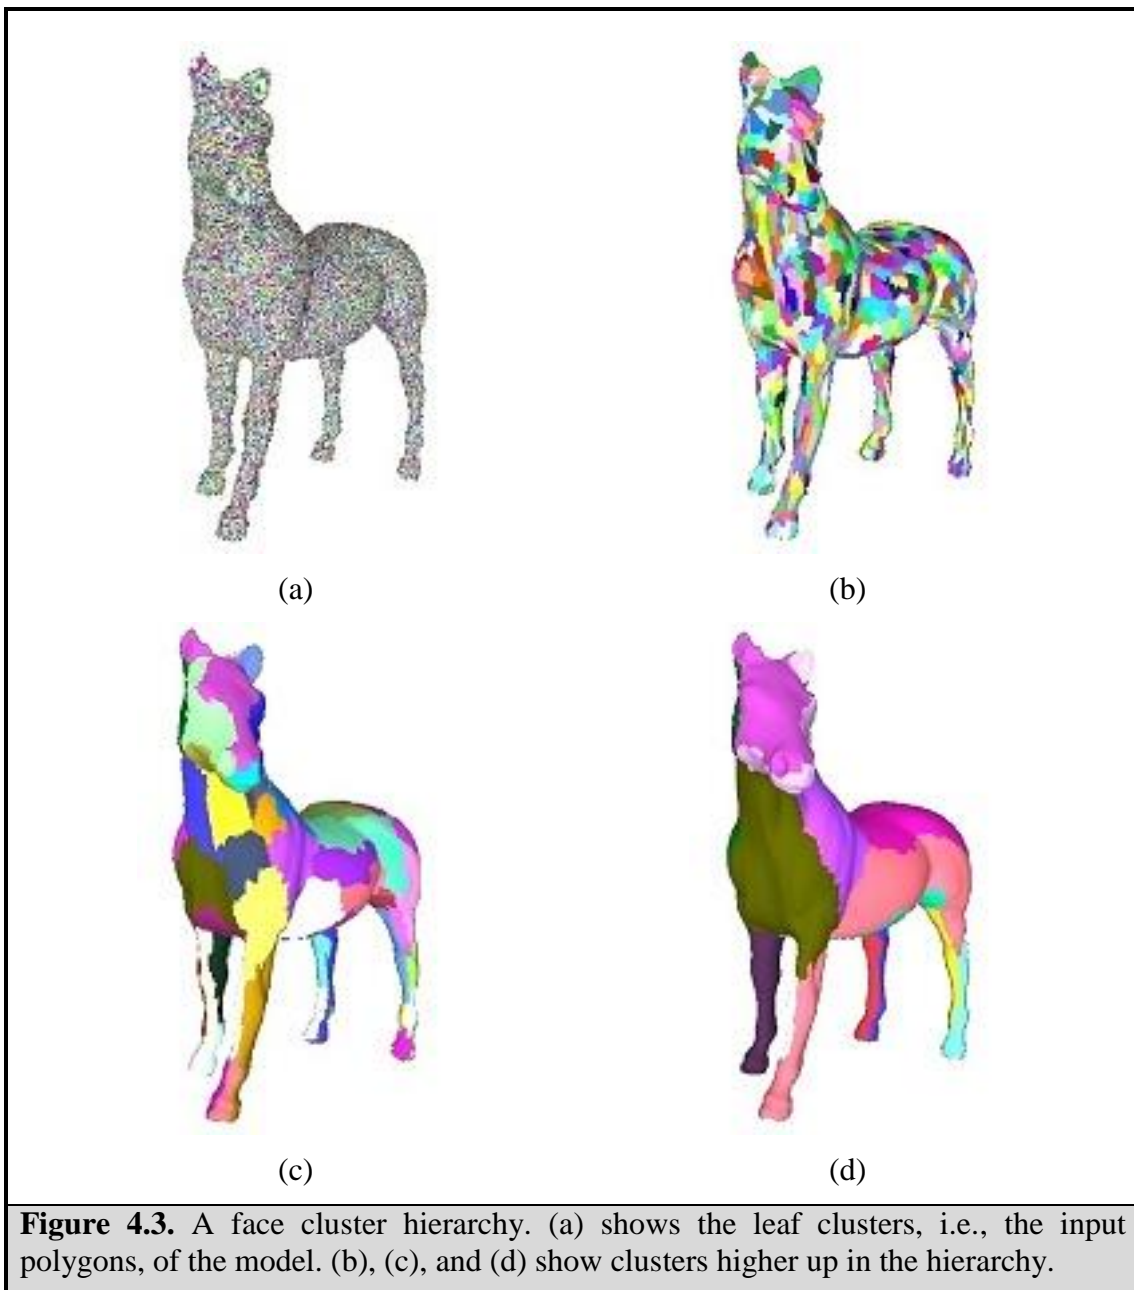 (a)
(b)
(c)
(d)
Figure 4.3. A face cluster hierarchy. (a) shows the leaf clusters, i.e., the input
polygons, of the model. (b), (c), and (d) show clusters higher up in the hierarchy.